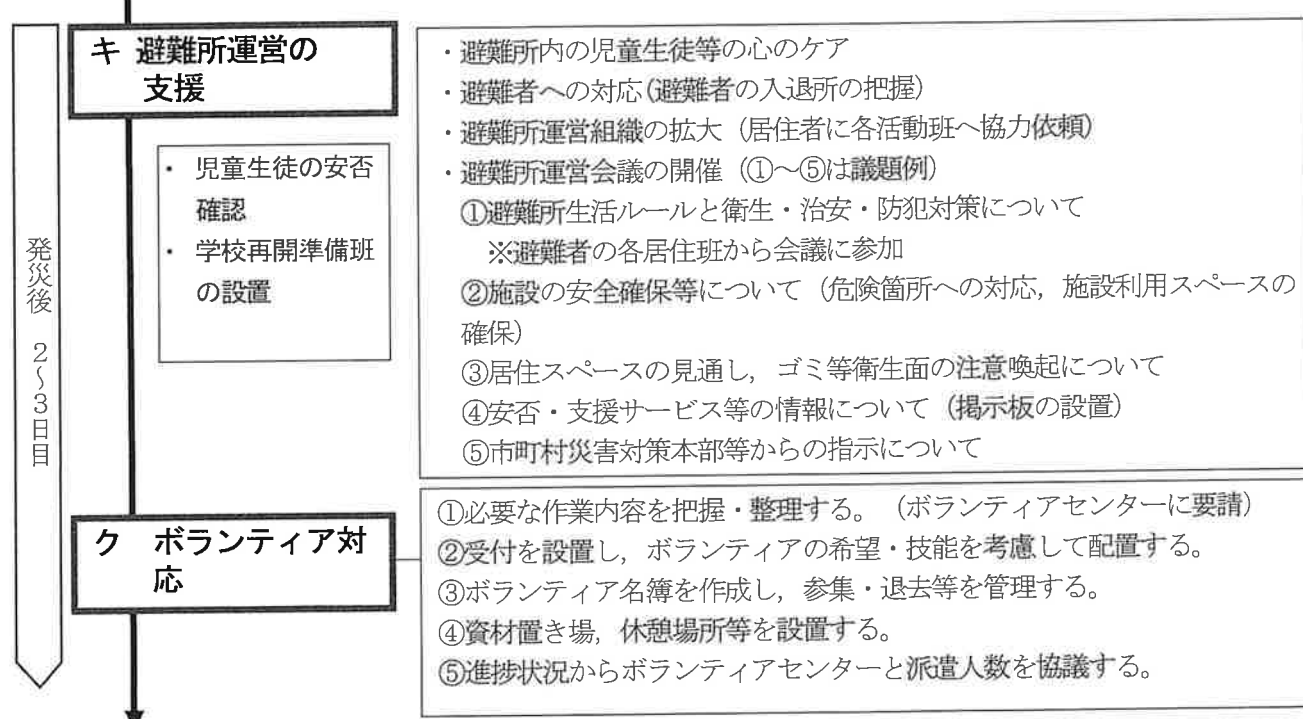 発災後 2～3日目
キ 避難所運営の
支援
・ 児童生徒の安否
確認
・ 学校再開準備班
の設置
・避難所内の児童生徒等の心のケア
・避難者への対応(避難者の入退所の把握)
・避難所運営組織の拡大（居住者に各活動班へ協力依頼）
・避難所運営会議の開催（①～⑤は議題例）
①避難所生活ルールと衛生・治安・防犯対策について
※避難者の各居住班から会議に参加
②施設の安全確保等について（危険箇所への対応，施設利用スペースの
確保）
③居住スペースの見通し，ゴミ等衛生面の注意喚起について
④安否・支援サービス等の情報について（掲示板の設置）
⑤市町村災害対策本部等からの指示について
ク ボランティア対
応
①必要な作業内容を把握・整理する。（ボランティアセンターに要請）
②受付を設置し，ボランティアの希望・技能を考慮して配置する。
③ボランティア名簿を作成し，参集・退去等を管理する。
④資材置き場，休憩場所等を設置する。
⑤進捗状況からボランティアセンターと派遣人数を協議する。